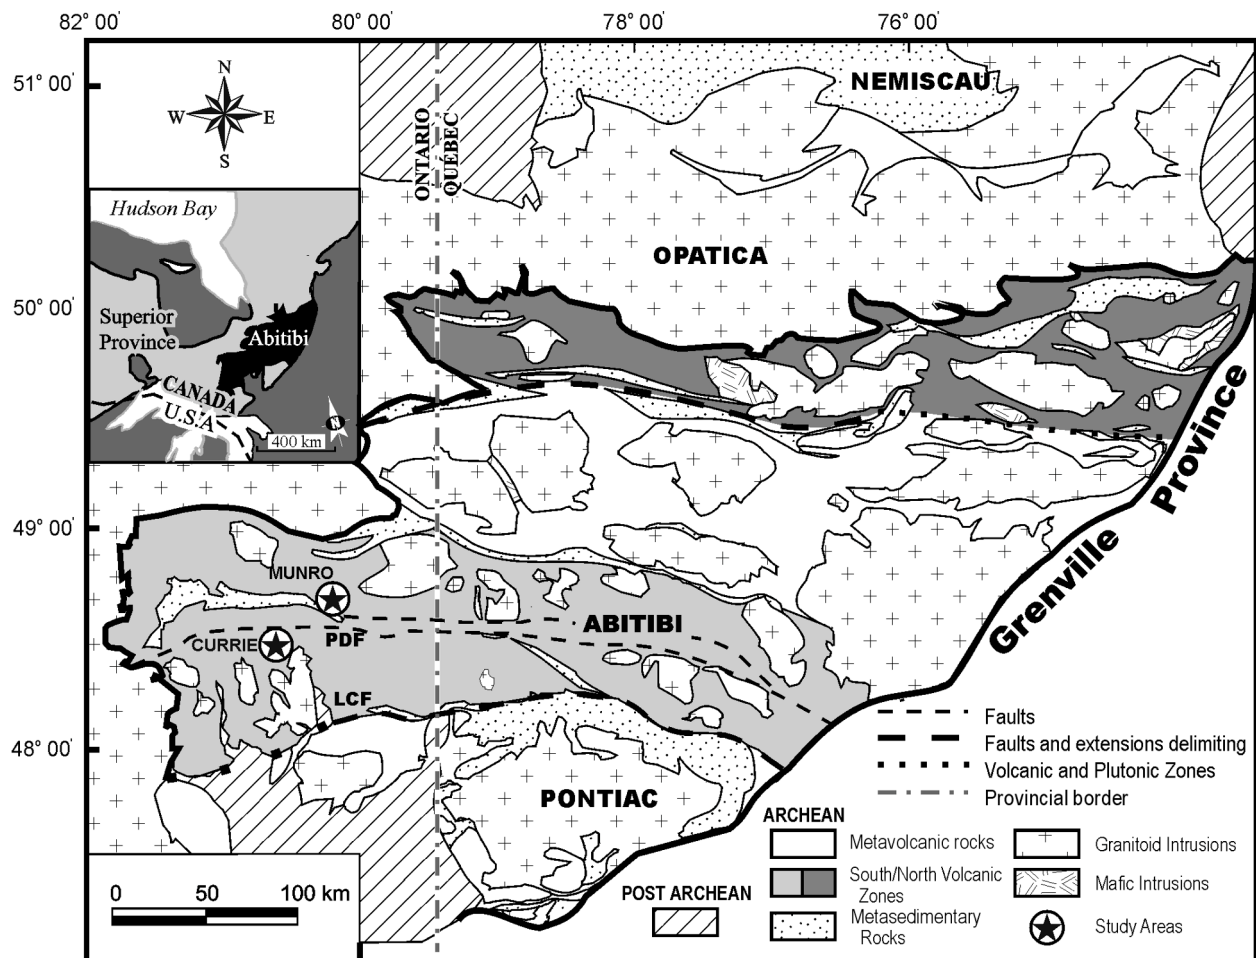 82° 00'
80° 00'
78° 00'
76° 00'
51° 00'
50° 00'
49° 00'
48° 00'
N
W
E
S
NEMISCAU
ONTARIO
QUEBEC
OPATICA
Hudson Bay
Superior
Province
Abitibi
CANADA
U.S.A
N
400 km
Grenville Province
MUNRO
CURRIE
PDF
ABITIBI
LCF
PONTIAC
Faults
Faults and extensions delimiting
Volcanic and Plutonic Zones
Provincial border
ARCHEAN
Metavolcanic rocks
Granitoid Intrusions
South/North Volcanic
Zones
Mafic Intrusions
Metasedimentary
Rocks
Study Areas
POST ARCHEAN
0 50 100 km